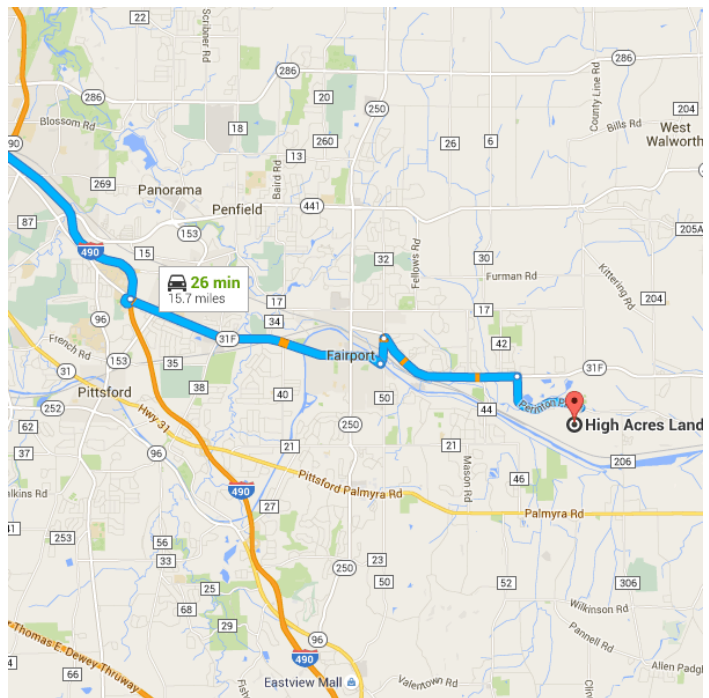 22
Scribner Rd
250
286
286
286
20
County Line Rd
204
90
Blossom Rd
18
260
26
6
Bills Rd
West
Walworth
13
269
Panorama
Baird Rd
441
Penfield
87
153
205A
490
15
32
Fellows Rd
30
Furman Rd
Kittering Rd
26 min
15.7 miles
204
17
17
96
34
31F
42
French Rd
153
35
Fairport
31F
31
38
40
50
44
Perinton P
Pittsford
High Acres Land
252
Hwy 31
37
96
21
250
21
Mason Rd
46
206
490
Pittsford Palmyra Rd
27
Palmyra Rd
41
253
56
33
250
23
50
52
306
25
68
Wilkinson Rd
29
Pannell Rd
96
Thomas E Dewey Thruway
490
65
66
Eastview Mall
Valentown Rd
Allen Padg